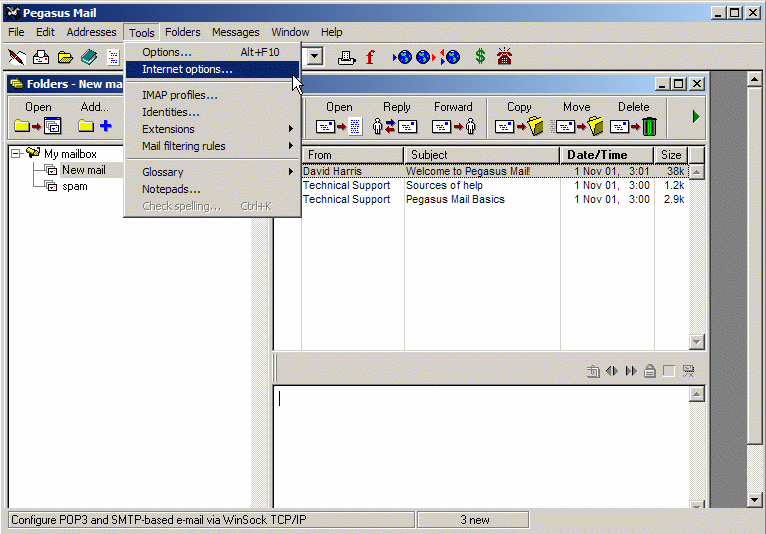 Pegasus Mail
File Edit Addresses Tools Folders Messages Window Help
Options... Alt+F10
Internet options...
IMAP profiles...
Identities...
Extensions
Mail filtering rules
Glossary
Notepads...
Check spelling... Ctrl+K
Folders - New ma
Open Add... Open Reply Forward Copy Move Delete
My mailbox
New mail
spam
From Subject Date/Time Size
David Harris Welcome to Pegasus Mail! 1 Nov 01, 3:01 38k
Technical Support Sources of help 1 Nov 01, 3:00 1.2k
Technical Support Pegasus Mail Basics 1 Nov 01, 3:00 2.9k
Configure POP3 and SMTP-based e-mail via WinSock TCP/IP 3 new